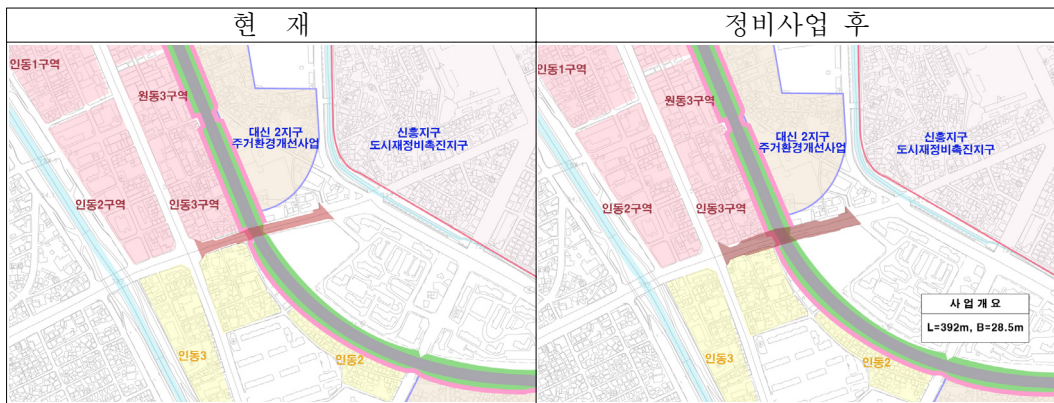 현 재
정비사업 후
인동1구역
원동3구역
대신 2지구
주거환경개선사업
신흥지구
도시재정비촉진지구
인동2구역
인동3구역
인동3
인동2
인동1구역
원동3구역
대신 2지구
주거환경개선사업
신흥지구
도시재정비촉진지구
인동2구역
인동3구역
인동3
인동2
사 업 개 요
L=392m, B=28.5m